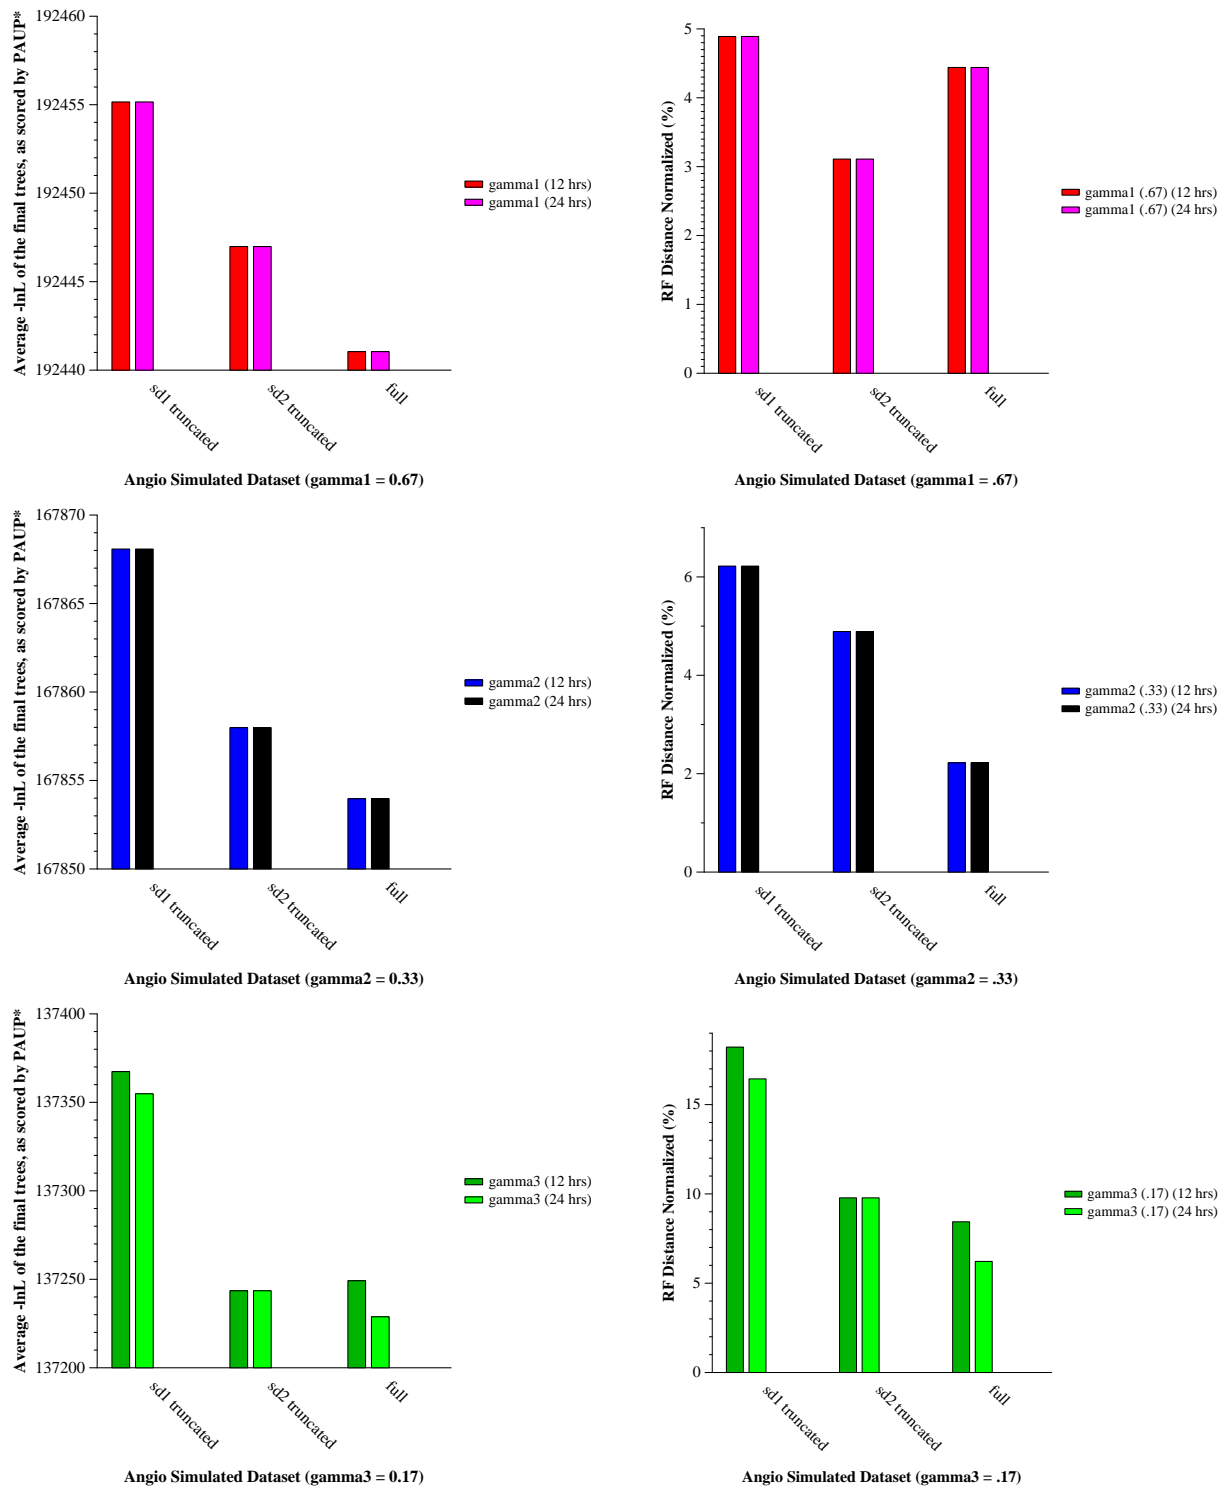 Average -lnL of the final trees, as scored by PAUP*
192460
192455
192450
192445
192440
sd1 truncated
sd2 truncated
full
Angio Simulated Dataset (gamma1 = 0.67)
gamma1 (12 hrs)
gamma1 (24 hrs)
RF Distance Normalized (%)
5
4
3
2
1
0
sd1 truncated
sd2 truncated
full
Angio Simulated Dataset (gamma1 = .67)
gamma1 (.67) (12 hrs)
gamma1 (.67) (24 hrs)
Average -lnL of the final trees, as scored by PAUP*
167870
167865
167860
167855
167850
sd1 truncated
sd2 truncated
full
Angio Simulated Dataset (gamma2 = 0.33)
gamma2 (12 hrs)
gamma2 (24 hrs)
RF Distance Normalized (%)
6
4
2
0
sd1 truncated
sd2 truncated
full
Angio Simulated Dataset (gamma2 = .33)
gamma2 (.33) (12 hrs)
gamma2 (.33) (24 hrs)
Average -lnL of the final trees, as scored by PAUP*
137400
137350
137300
137250
137200
sd1 truncated
sd2 truncated
full
Angio Simulated Dataset (gamma3 = 0.17)
gamma3 (12 hrs)
gamma3 (24 hrs)
RF Distance Normalized (%)
15
10
5
0
sd1 truncated
sd2 truncated
full
Angio Simulated Dataset (gamma3 = .17)
gamma3 (.17) (12 hrs)
gamma3 (.17) (24 hrs)